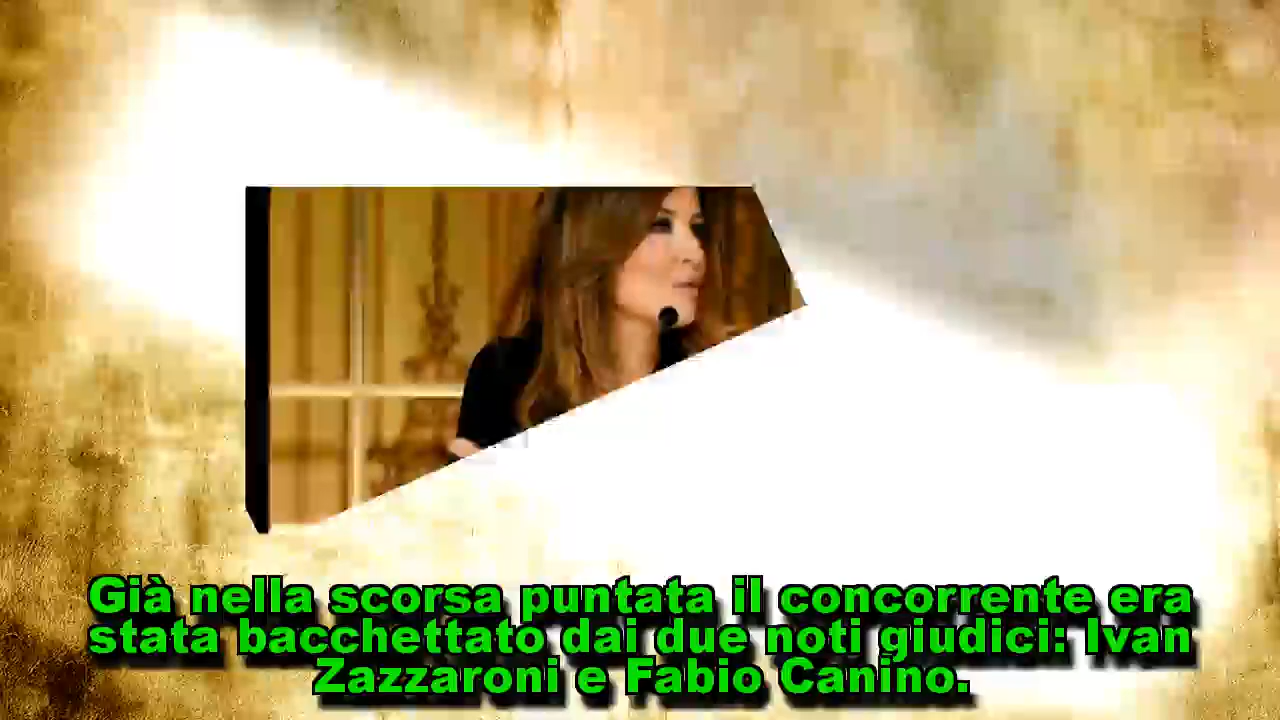 Già nella scorsa puntata il concorrente era
stata bacchettato dai due noti giudici: Ivan
Zazzaroni e Fabio Canino.